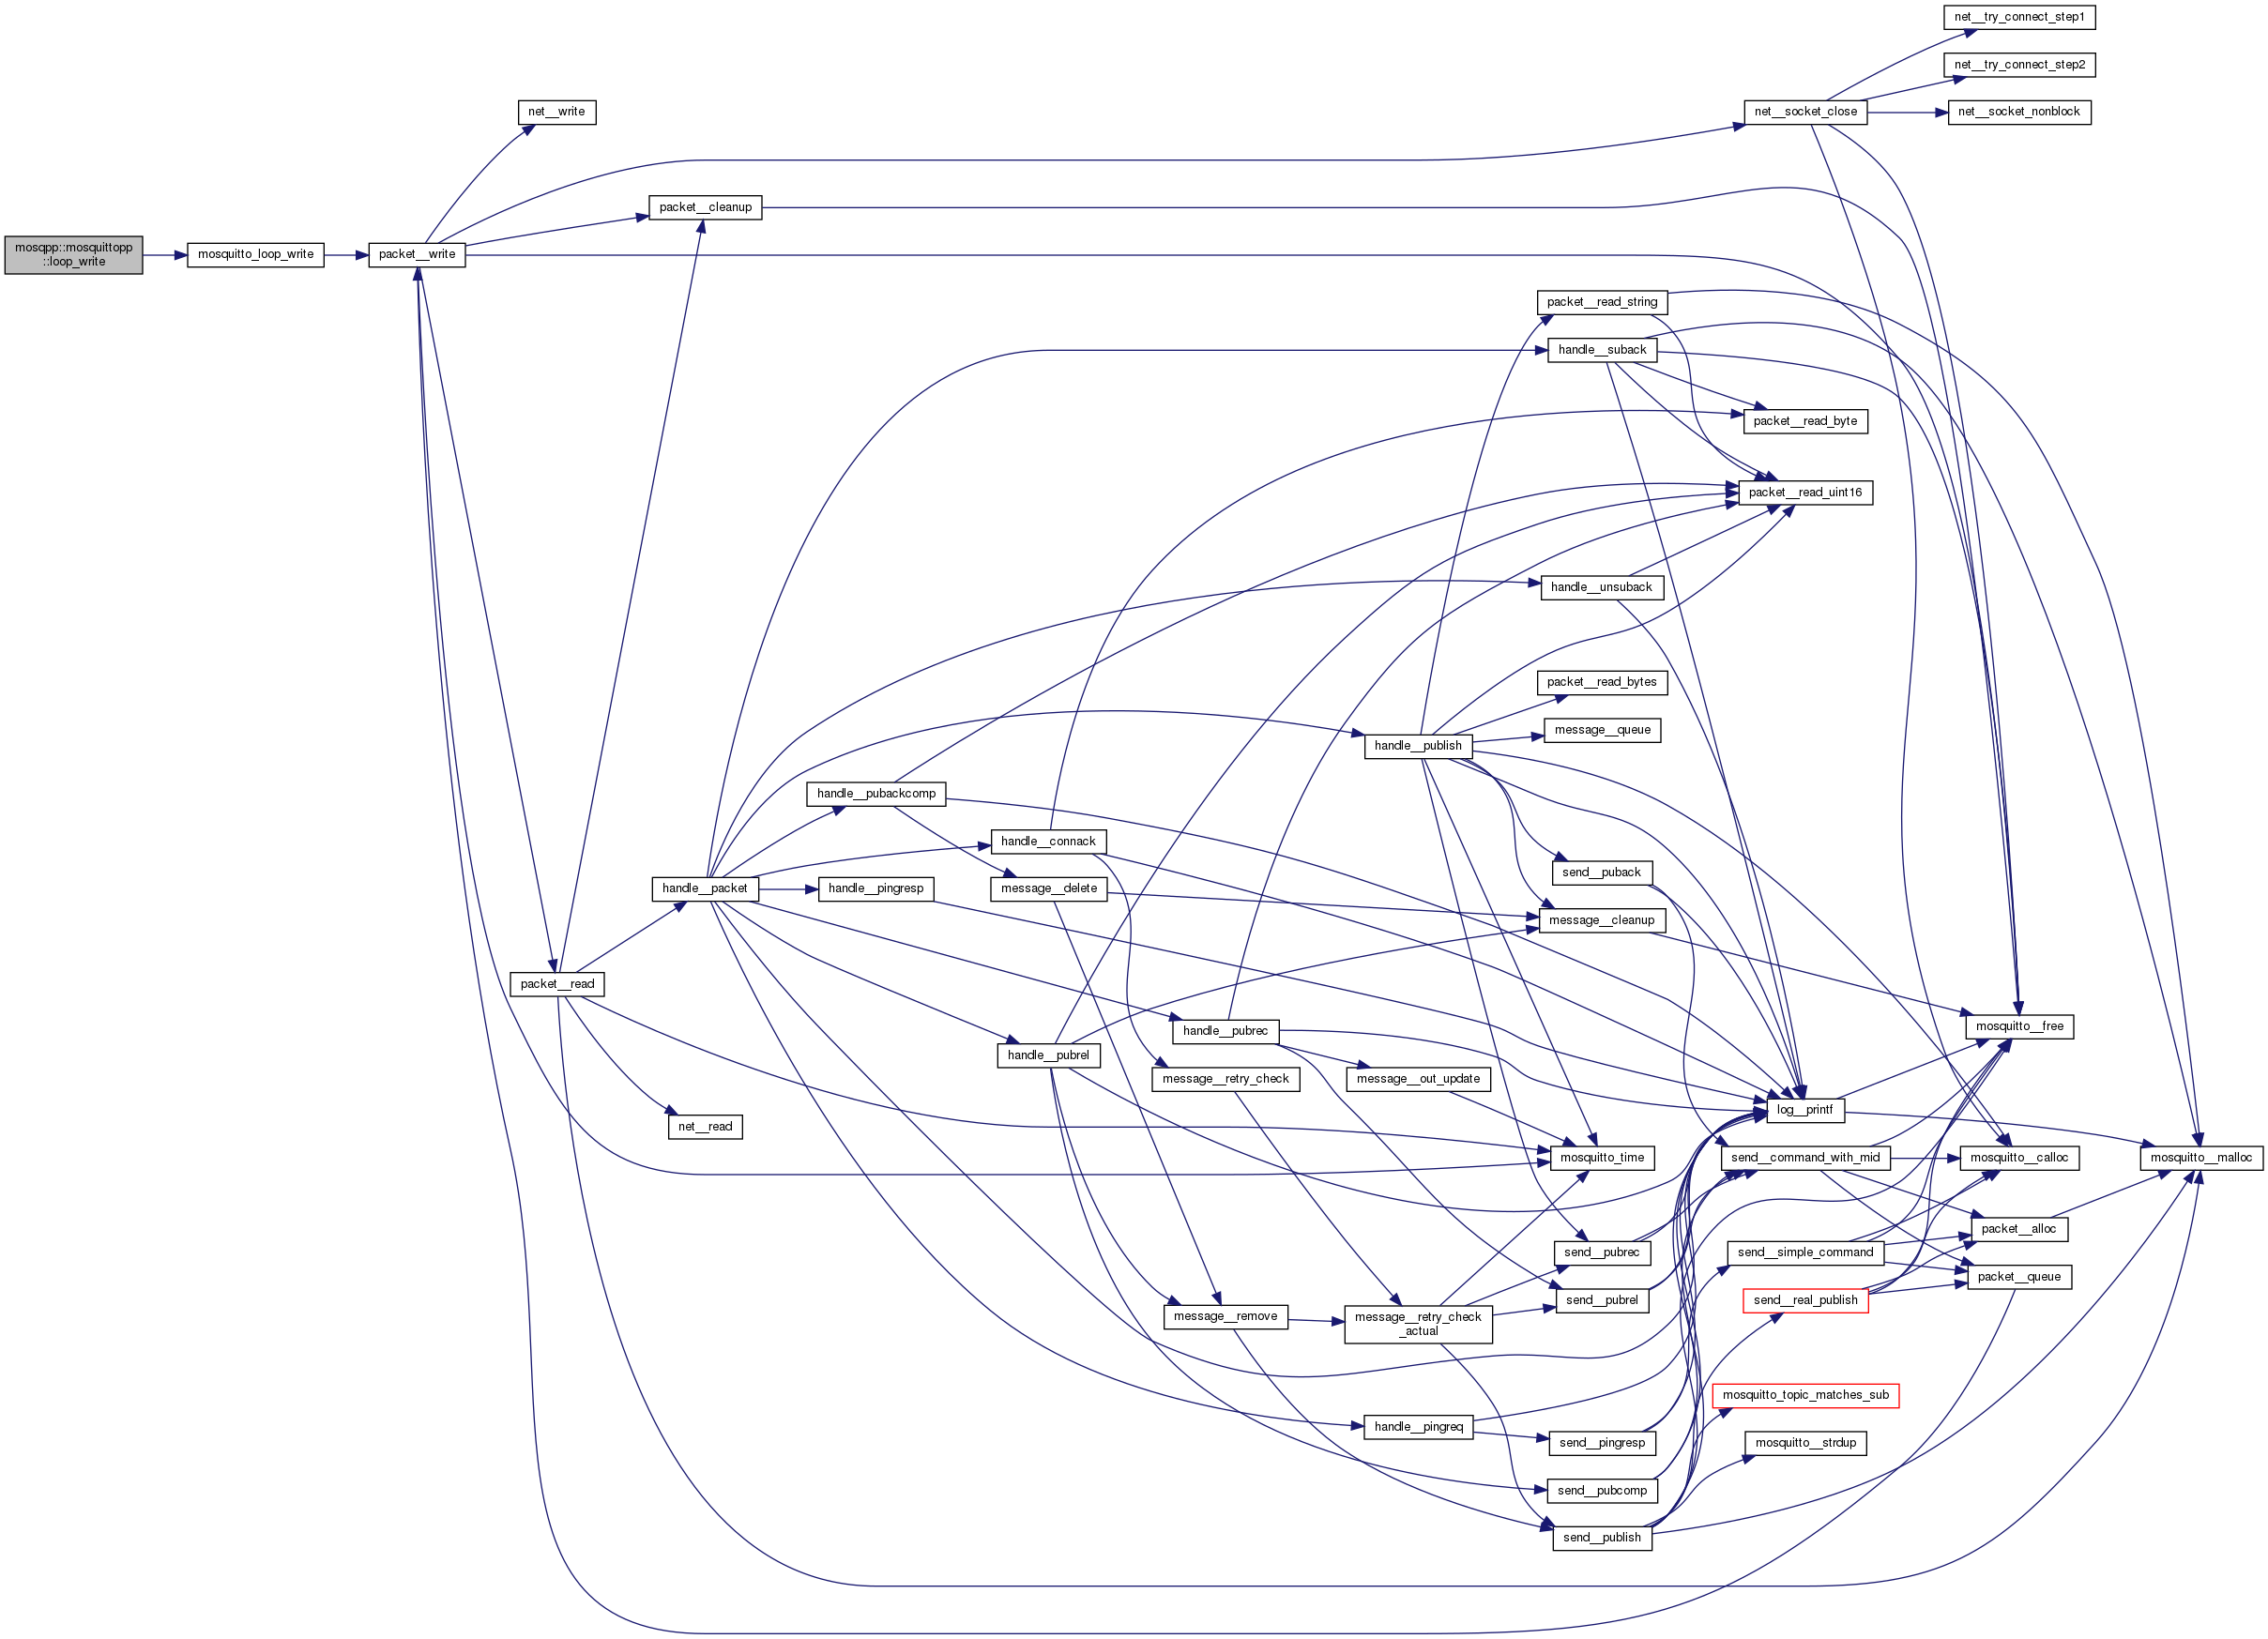 net__try_connect_step1
net__try_connect_step2
net__write
net__socket_close
net__socket_nonblock
packet__cleanup
mosqpp::mosquittopp
::loop_write
mosquitto_loop_write
packet__write
packet__read_string
handle__suback
packet__read_byte
packet__read_uint16
handle__unsuback
packet__read_bytes
message__queue
handle__publish
handle__pubackcomp
handle__connack
send__puback
handle__packet
handle__pingresp
message__delete
message__cleanup
packet__read
mosquitto__free
handle__pubrec
handle__pubrel
message__retry_check
message__out_update
log__printf
net__read
mosquitto_time
send__command_with_mid
mosquitto__calloc
mosquitto__malloc
packet__alloc
send__pubrec
send__simple_command
packet__queue
send__pubrel
send__real_publish
message__remove
message__retry_check
_actual
mosquitto_topic_matches_sub
handle__pingreq
send__pingresp
mosquitto__strdup
send__pubcomp
send__publish